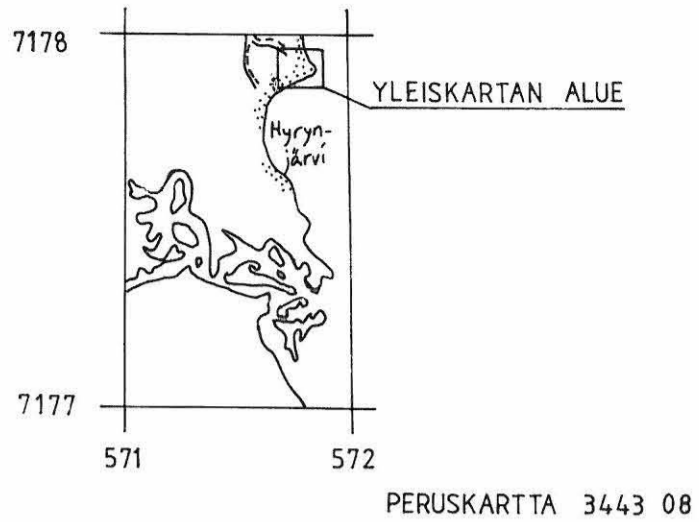 7178
YLEISKARTAN ALUE
Hyryn-
järvi
7177
571 572
PERUSKARTTA 3443 08